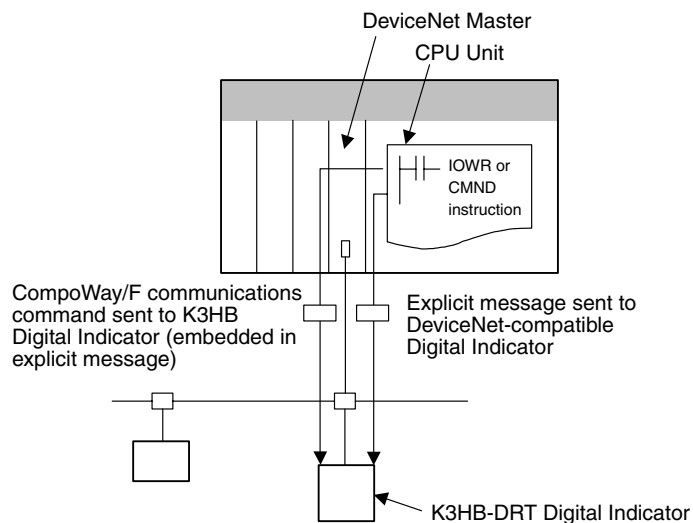 DeviceNet Master
CPU Unit
IOWR or
CMND
instruction
CompoWay/F communications
command sent to K3HB
Digital Indicator (embedded in
explicit message)
Explicit message sent to
DeviceNet-compatible
Digital Indicator
K3HB-DRT Digital Indicator